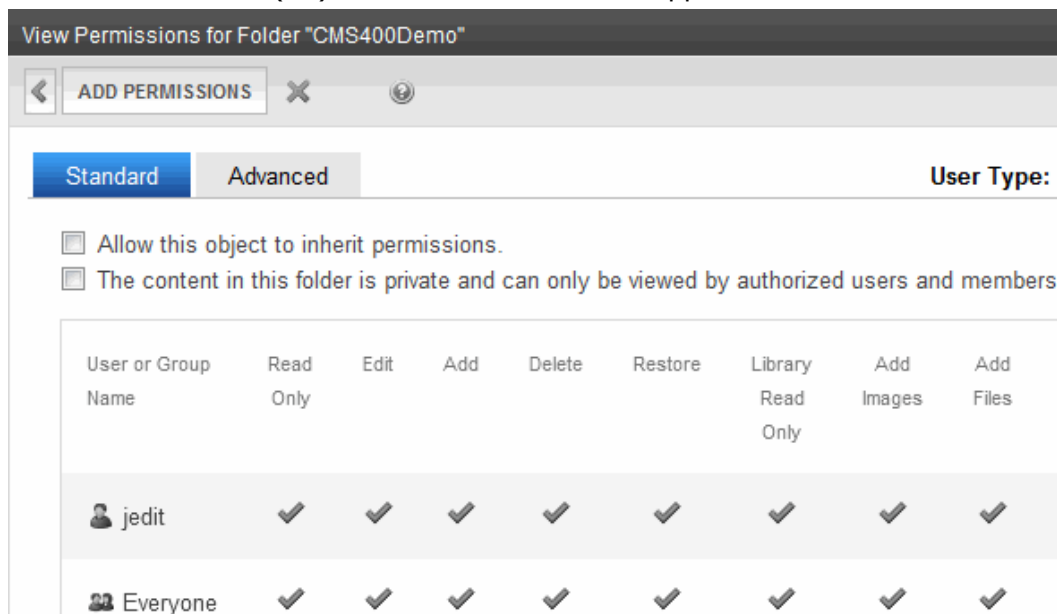 View Permissions for Folder "CMS400Demo"
ADD PERMISSIONS
Standard Advanced User Type:
Allow this object to inherit permissions.
The content in this folder is private and can only be viewed by authorized users and members
User or Group Read Edit Add Delete Restore Library Add Add
Name Only Read Images Files
Only
jedit
Everyone